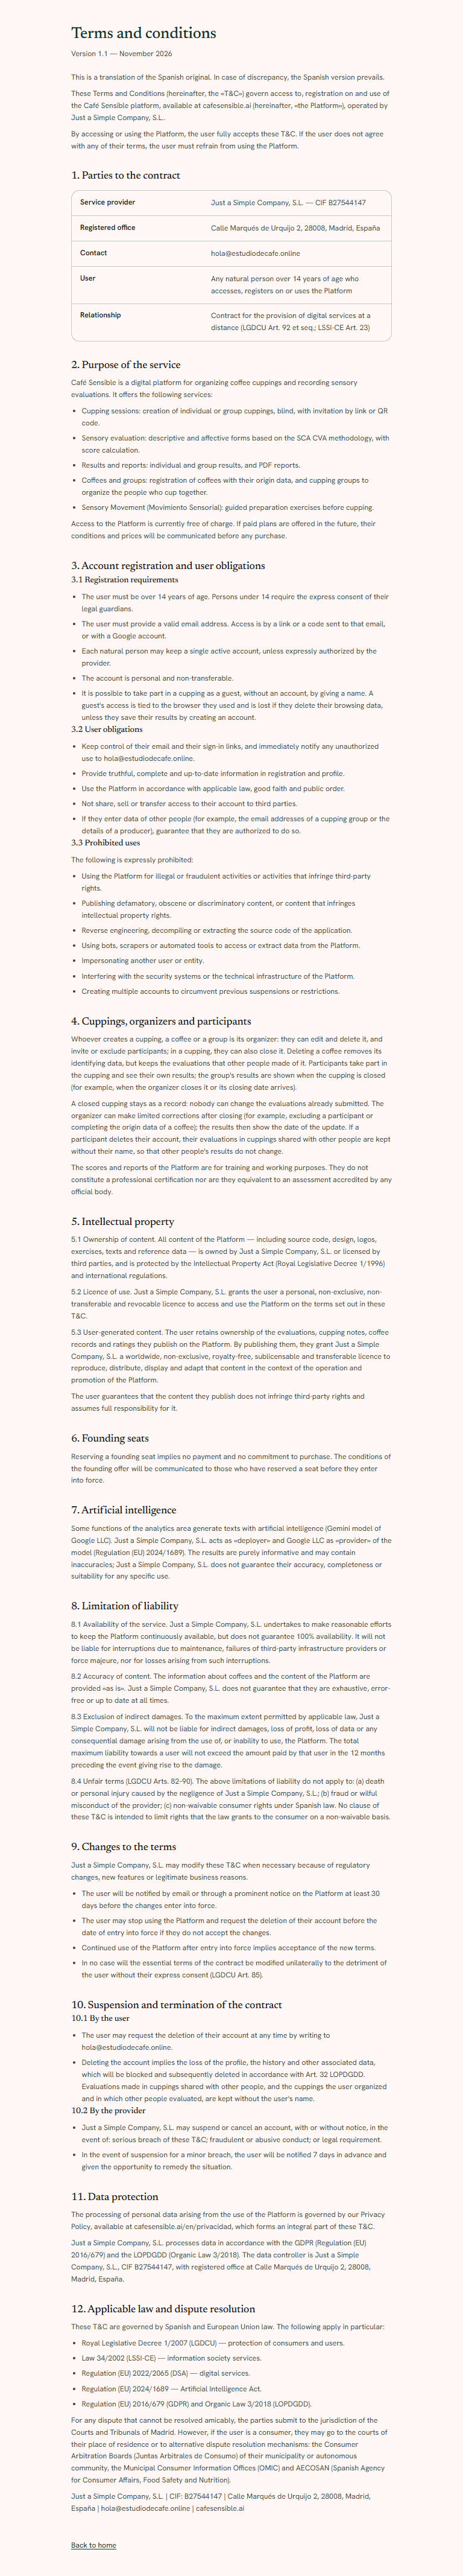 Terms and conditions
Version 1.1 — November 2026
This is a translation of the Spanish original. In case of discrepancy, the Spanish version prevails.
These Terms and Conditions (hereinafter, the «T&C») govern access to, registration on and use of
the Café Sensible platform, available at cafesensible.ai (hereinafter, «the Platform»), operated by
Just a Simple Company, S.L..
By accessing or using the Platform, the user fully accepts these T&C. If the user does not agree
with any of their terms, the user must refrain from using the Platform.
1. Parties to the contract
Service provider
Just a Simple Company, S.L. — CIF B27544147
Registered office
Calle Marqués de Urquijo 2, 28008, Madrid, España
Contact
hola@estudiodecafe.online
User
Any natural person over 14 years of age who
accesses, registers on or uses the Platform
Relationship
Contract for the provision of digital services at a
distance (LGDCU Art. 92 et seq.; LSSI-CE Art. 23)
2. Purpose of the service
Café Sensible is a digital platform for organizing coffee cuppings and recording sensory
evaluations. It offers the following services:
• Cupping sessions: creation of individual or group cuppings, blind, with invitation by link or QR
code.
• Sensory evaluation: descriptive and affective forms based on the SCA CVA methodology, with
score calculation.
• Results and reports: individual and group results, and PDF reports.
• Coffees and groups: registration of coffees with their origin data, and cupping groups to
organize the people who cup together.
• Sensory Movement (Movimiento Sensorial): guided preparation exercises before cupping.
Access to the Platform is currently free of charge. If paid plans are offered in the future, their
conditions and prices will be communicated before any purchase.
3. Account registration and user obligations
3.1 Registration requirements
• The user must be over 14 years of age. Persons under 14 require the express consent of their
legal guardians.
• The user must provide a valid email address. Access is by a link or a code sent to that email,
or with a Google account.
• Each natural person may keep a single active account, unless expressly authorized by the
provider.
• The account is personal and non-transferable.
• It is possible to take part in a cupping as a guest, without an account, by giving a name. A
guest's access is tied to the browser they used and is lost if they delete their browsing data,
unless they save their results by creating an account.
3.2 User obligations
• Keep control of their email and their sign-in links, and immediately notify any unauthorized
use to hola@estudiodecafe.online.
• Provide truthful, complete and up-to-date information in registration and profile.
• Use the Platform in accordance with applicable law, good faith and public order.
• Not share, sell or transfer access to their account to third parties.
• If they enter data of other people (for example, the email addresses of a cupping group or the
details of a producer), guarantee that they are authorized to do so.
3.3 Prohibited uses
The following is expressly prohibited:
• Using the Platform for illegal or fraudulent activities or activities that infringe third-party
rights.
• Publishing defamatory, obscene or discriminatory content, or content that infringes
intellectual property rights.
• Reverse engineering, decompiling or extracting the source code of the application.
• Using bots, scrapers or automated tools to access or extract data from the Platform.
• Impersonating another user or entity.
• Interfering with the security systems or the technical infrastructure of the Platform.
• Creating multiple accounts to circumvent previous suspensions or restrictions.
4. Cuppings, organizers and participants
Whoever creates a cupping, a coffee or a group is its organizer: they can edit and delete it, and
invite or exclude participants; in a cupping, they can also close it. Deleting a coffee removes its
identifying data, but keeps the evaluations that other people made of it. Participants take part in
the cupping and see their own results; the group's results are shown when the cupping is closed
(for example, when the organizer closes it or its closing date arrives).
A closed cupping stays as a record: nobody can change the evaluations already submitted. The
organizer can make limited corrections after closing (for example, excluding a participant or
completing the origin data of a coffee); the results then show the date of the update. If a
participant deletes their account, their evaluations in cuppings shared with other people are kept
without their name, so that other people's results do not change.
The scores and reports of the Platform are for training and working purposes. They do not
constitute a professional certification nor are they equivalent to an assessment accredited by any
official body.
5. Intellectual property
5.1 Ownership of content. All content of the Platform — including source code, design, logos,
exercises, texts and reference data — is owned by Just a Simple Company, S.L. or licensed by
third parties, and is protected by the Intellectual Property Act (Royal Legislative Decree 1/1996)
and international regulations.
5.2 Licence of use. Just a Simple Company, S.L. grants the user a personal, non-exclusive, non-
transferable and revocable licence to access and use the Platform on the terms set out in these
T&C.
5.3 User-generated content. The user retains ownership of the evaluations, cupping notes, coffee
records and ratings they publish on the Platform. By publishing them, they grant Just a Simple
Company, S.L. a worldwide, non-exclusive, royalty-free, sublicensable and transferable licence to
reproduce, distribute, display and adapt that content in the context of the operation and
promotion of the Platform.
The user guarantees that the content they publish does not infringe third-party rights and
assumes full responsibility for it.
6. Founding seats
Reserving a founding seat implies no payment and no commitment to purchase. The conditions of
the founding offer will be communicated to those who have reserved a seat before they enter
into force.
7. Artificial intelligence
Some functions of the analytics area generate texts with artificial intelligence (Gemini model of
Google LLC). Just a Simple Company, S.L. acts as «deployer» and Google LLC as «provider» of the
model (Regulation (EU) 2024/1689). The results are purely informative and may contain
inaccuracies; Just a Simple Company, S.L. does not guarantee their accuracy, completeness or
suitability for any specific use.
8. Limitation of liability
8.1 Availability of the service. Just a Simple Company, S.L. undertakes to make reasonable efforts
to keep the Platform continuously available, but does not guarantee 100% availability. It will not
be liable for interruptions due to maintenance, failures of third-party infrastructure providers or
force majeure, nor for losses arising from such interruptions.
8.2 Accuracy of content. The information about coffees and the content of the Platform are
provided «as is». Just a Simple Company, S.L. does not guarantee that they are exhaustive, error-
free or up to date at all times.
8.3 Exclusion of indirect damages. To the maximum extent permitted by applicable law, Just a
Simple Company, S.L. will not be liable for indirect damages, loss of profit, loss of data or any
consequential damage arising from the use of, or inability to use, the Platform. The total
maximum liability towards a user will not exceed the amount paid by that user in the 12 months
preceding the event giving rise to the damage.
8.4 Unfair terms (LGDCU Arts. 82-90). The above limitations of liability do not apply to: (a) death
or personal injury caused by the negligence of Just a Simple Company, S.L.; (b) fraud or wilful
misconduct of the provider; (c) non-waivable consumer rights under Spanish law. No clause of
these T&C is intended to limit rights that the law grants to the consumer on a non-waivable basis.
9. Changes to the terms
Just a Simple Company, S.L. may modify these T&C when necessary because of regulatory
changes, new features or legitimate business reasons.
• The user will be notified by email or through a prominent notice on the Platform at least 30
days before the changes enter into force.
• The user may stop using the Platform and request the deletion of their account before the
date of entry into force if they do not accept the changes.
• Continued use of the Platform after entry into force implies acceptance of the new terms.
• In no case will the essential terms of the contract be modified unilaterally to the detriment of
the user without their express consent (LGDCU Art. 85).
10. Suspension and termination of the contract
10.1 By the user
• The user may request the deletion of their account at any time by writing to
hola@estudiodecafe.online.
• Deleting the account implies the loss of the profile, the history and other associated data,
which will be blocked and subsequently deleted in accordance with Art. 32 LOPDGDD.
Evaluations made in cuppings shared with other people, and the cuppings the user organized
and in which other people evaluated, are kept without the user's name.
10.2 By the provider
• Just a Simple Company, S.L. may suspend or cancel an account, with or without notice, in the
event of: serious breach of these T&C; fraudulent or abusive conduct; or legal requirement.
• In the event of suspension for a minor breach, the user will be notified 7 days in advance and
given the opportunity to remedy the situation.
11. Data protection
The processing of personal data arising from the use of the Platform is governed by our Privacy
Policy, available at cafesensible.ai/en/privacidad, which forms an integral part of these T&C.
Just a Simple Company, S.L. processes data in accordance with the GDPR (Regulation (EU)
2016/679) and the LOPDGDD (Organic Law 3/2018). The data controller is Just a Simple
Company, S.L., CIF B27544147, with registered office at Calle Marqués de Urquijo 2, 28008,
Madrid, España.
12. Applicable law and dispute resolution
These T&C are governed by Spanish and European Union law. The following apply in particular:
• Royal Legislative Decree 1/2007 (LGDCU) — protection of consumers and users.
• Law 34/2002 (LSSI-CE) — information society services.
• Regulation (EU) 2022/2065 (DSA) — digital services.
• Regulation (EU) 2024/1689 — Artificial Intelligence Act.
• Regulation (EU) 2016/679 (GDPR) and Organic Law 3/2018 (LOPDGDD).
For any dispute that cannot be resolved amicably, the parties submit to the jurisdiction of the
Courts and Tribunals of Madrid. However, if the user is a consumer, they may go to the courts of
their place of residence or to alternative dispute resolution mechanisms: the Consumer
Arbitration Boards (Juntas Arbitrales de Consumo) of their municipality or autonomous
community, the Municipal Consumer Information Offices (OMIC) and AECOSAN (Spanish Agency
for Consumer Affairs, Food Safety and Nutrition).
Just a Simple Company, S.L. | CIF: B27544147 | Calle Marqués de Urquijo 2, 28008, Madrid,
España | hola@estudiodecafe.online | cafesensible.ai
Back to home